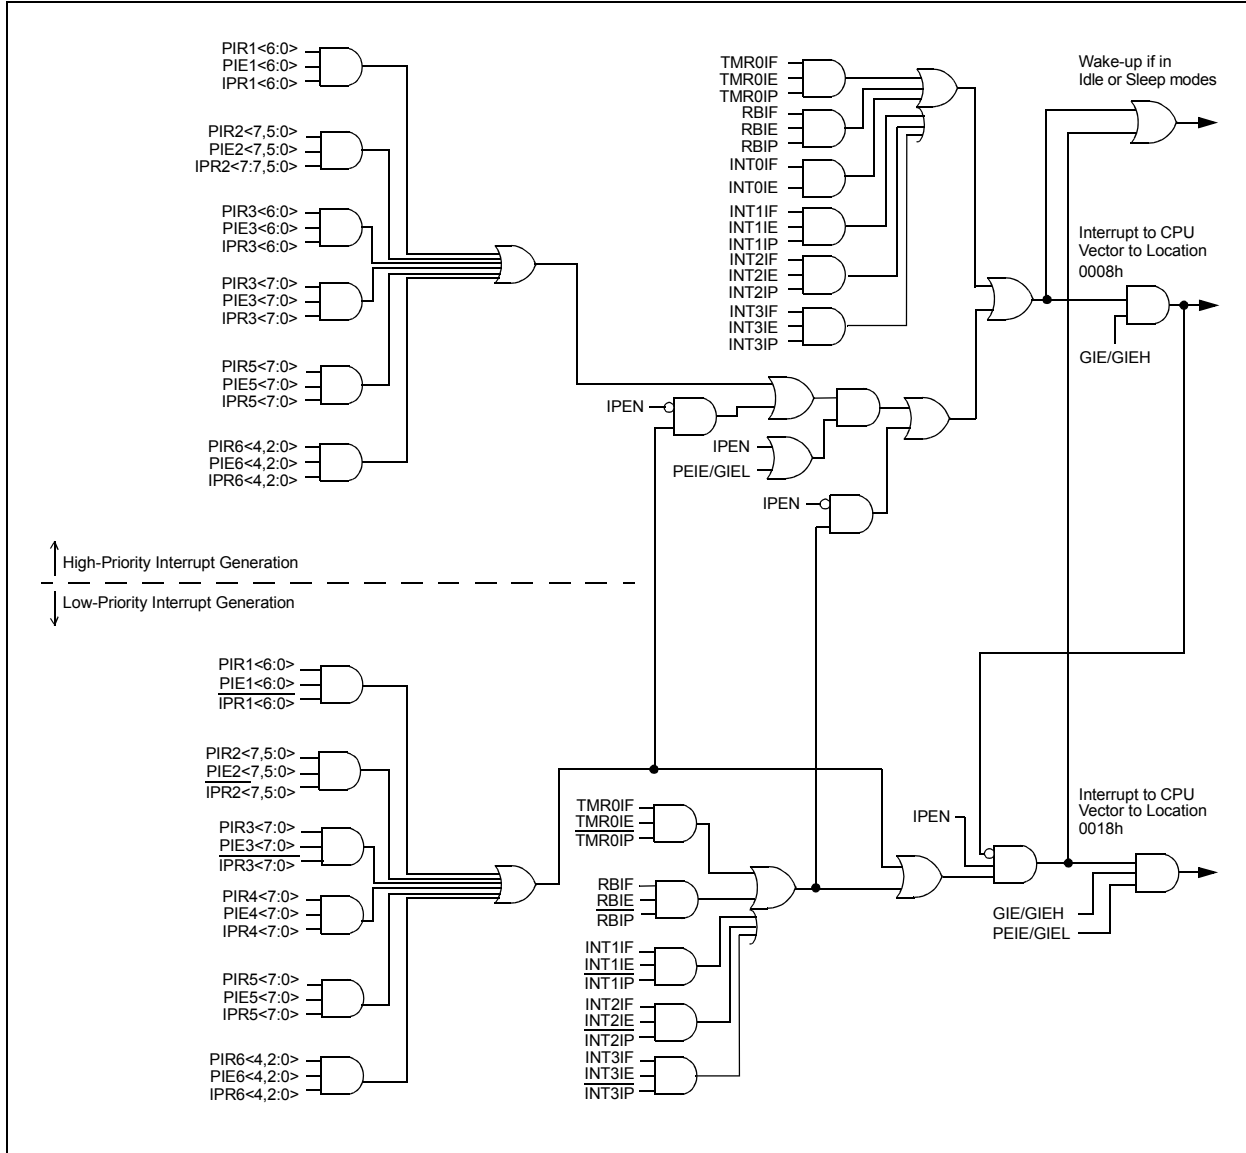 PIR1<6:0>
PIE1<6:0>
IPR1<6:0>
PIR2<7,5:0>
PIE2<7,5:0>
IPR2<7:7,5:0>
PIR3<6:0>
PIE3<6:0>
IPR3<6:0>
PIR3<7:0>
PIE3<7:0>
IPR3<7:0>
PIR5<7:0>
PIE5<7:0>
IPR5<7:0>
PIR6<4,2:0>
PIE6<4,2:0>
IPR6<4,2:0>
TMR0IF
TMR0IE
TMR0IP
RBIF
RBIE
RBIP
INT0IF
INT0IE
INT1IF
INT1IE
INT1IP
INT2IF
INT2IE
INT2IP
INT3IF
INT3IE
INT3IP
Wake-up if in
Idle or Sleep modes
Interrupt to CPU
Vector to Location
0008h
GIE/GIEH
IPEN
IPEN
PEIE/GIEL
IPEN
High-Priority Interrupt Generation
Low-Priority Interrupt Generation
PIR1<6:0>
PIE1<6:0>
IPR1<6:0>
PIR2<7,5:0>
PIE2<7,5:0>
IPR2<7,5:0>
PIR3<7:0>
PIE3<7:0>
IPR3<7:0>
PIR4<7:0>
PIE4<7:0>
IPR4<7:0>
PIR5<7:0>
PIE5<7:0>
IPR5<7:0>
PIR6<4,2:0>
PIE6<4,2:0>
IPR6<4,2:0>
TMR0IF
TMR0IE
TMR0IP
RBIF
RBIE
RBIP
INT1IF
INT1IE
INT1IP
INT2IF
INT2IE
INT2IP
INT3IF
INT3IE
INT3IP
IPEN
Interrupt to CPU
Vector to Location
0018h
GIE/GIEH
PEIE/GIEL